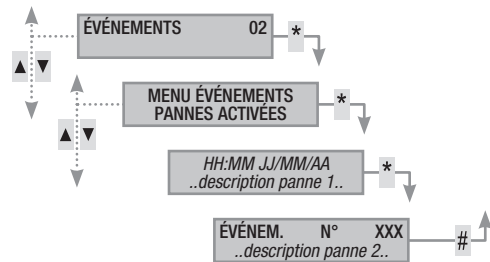 ÉVÉNEMENTS 02
*
▲ ▼
MENU ÉVÉNEMENTS
PANNES ACTIVÉES
*
▲ ▼
HH:MM JJ/MM/AA
..description panne 1..
*
ÉVÉNEM. N° XXX
..description panne 2..
#